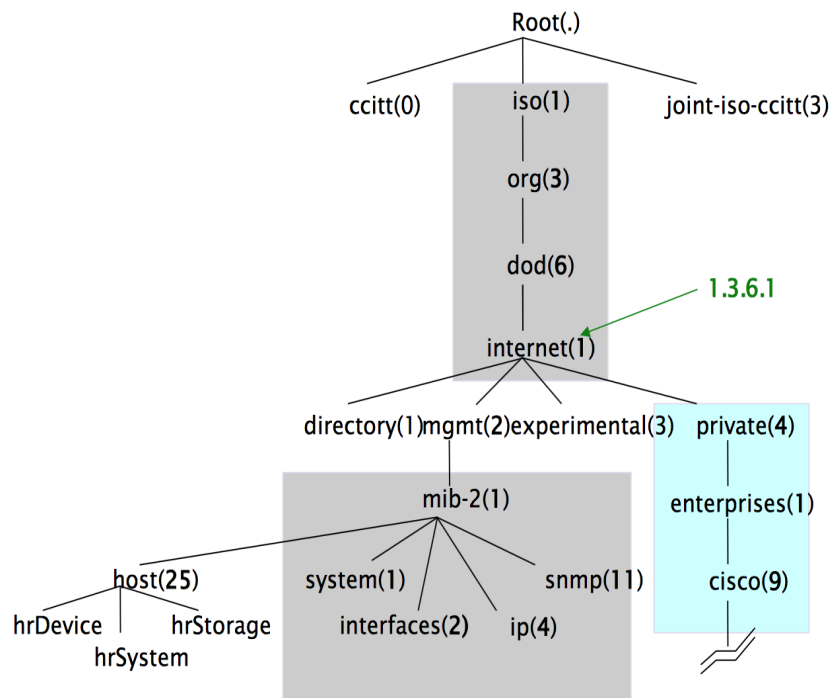 Root(.)
ccitt(0) iso(1) joint-iso-ccitt(3)
org(3)
dod(6)
1.3.6.1
internet(1)
directory(1) mgmt(2) experimental(3) private(4)
mib-2(1) enterprises(1)
host(25) system(1) snmp(11) cisco(9)
hrDevice hrStorage interfaces(2) ip(4)
hrSystem